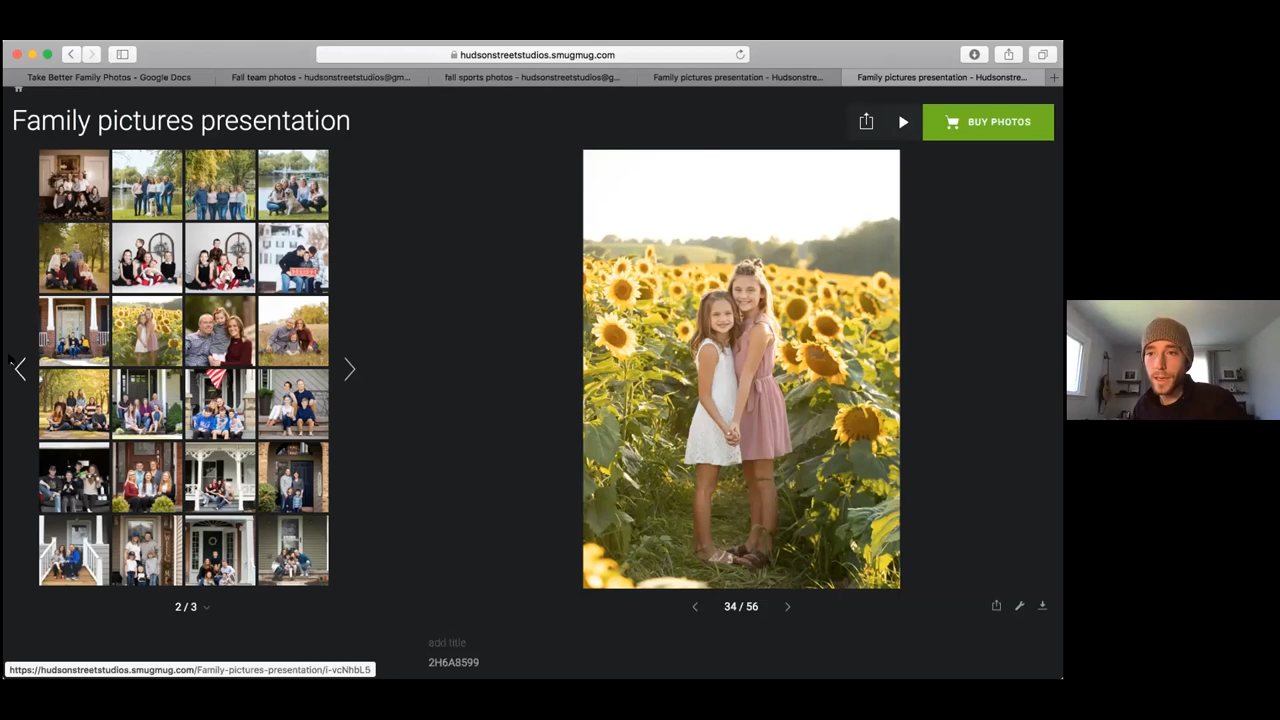 hudsonstreetstudios.smugmug.com
Take Better Family Photos - Google Docs
Fall team photos - hudsonstreetstudios@gm...
fall sports photos - hudsonstreetstudios@g...
Family pictures presentation - Hudsonstre...
Family pictures presentation - Hudsonstre...
Family pictures presentation
BUY PHOTOS
2 / 3
34 / 56
add title
2H6A8599
https://hudsonstreetstudios.smugmug.com/Family-pictures-presentation/i-vcNhbL5